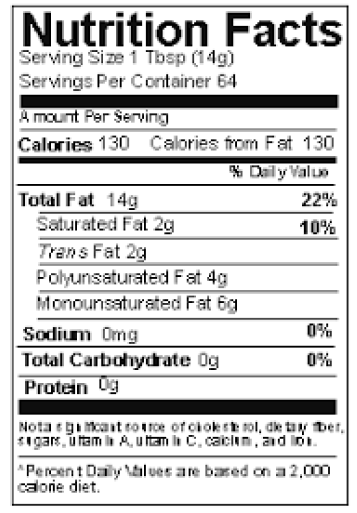 Nutrition Facts
Serving Size 1 Tbsp (14g)
Servings Per Container 64
Amount Per Serving
Calories 130 Calories from Fat 130
% Daily Value
Total Fat 14g 22%
Saturated Fat 2g 10%
Trans Fat 2g
Polyunsaturated Fat 4g
Monounsaturated Fat 6g
Sodium 0mg 0%
Total Carbohydrate 0g 0%
Protein 0g
Not a significant source of cholesterol, dietary fiber,
sugars, vitamin A, vitamin C, calcium, and iron.
*Percent Daily Values are based on a 2,000
calorie diet.